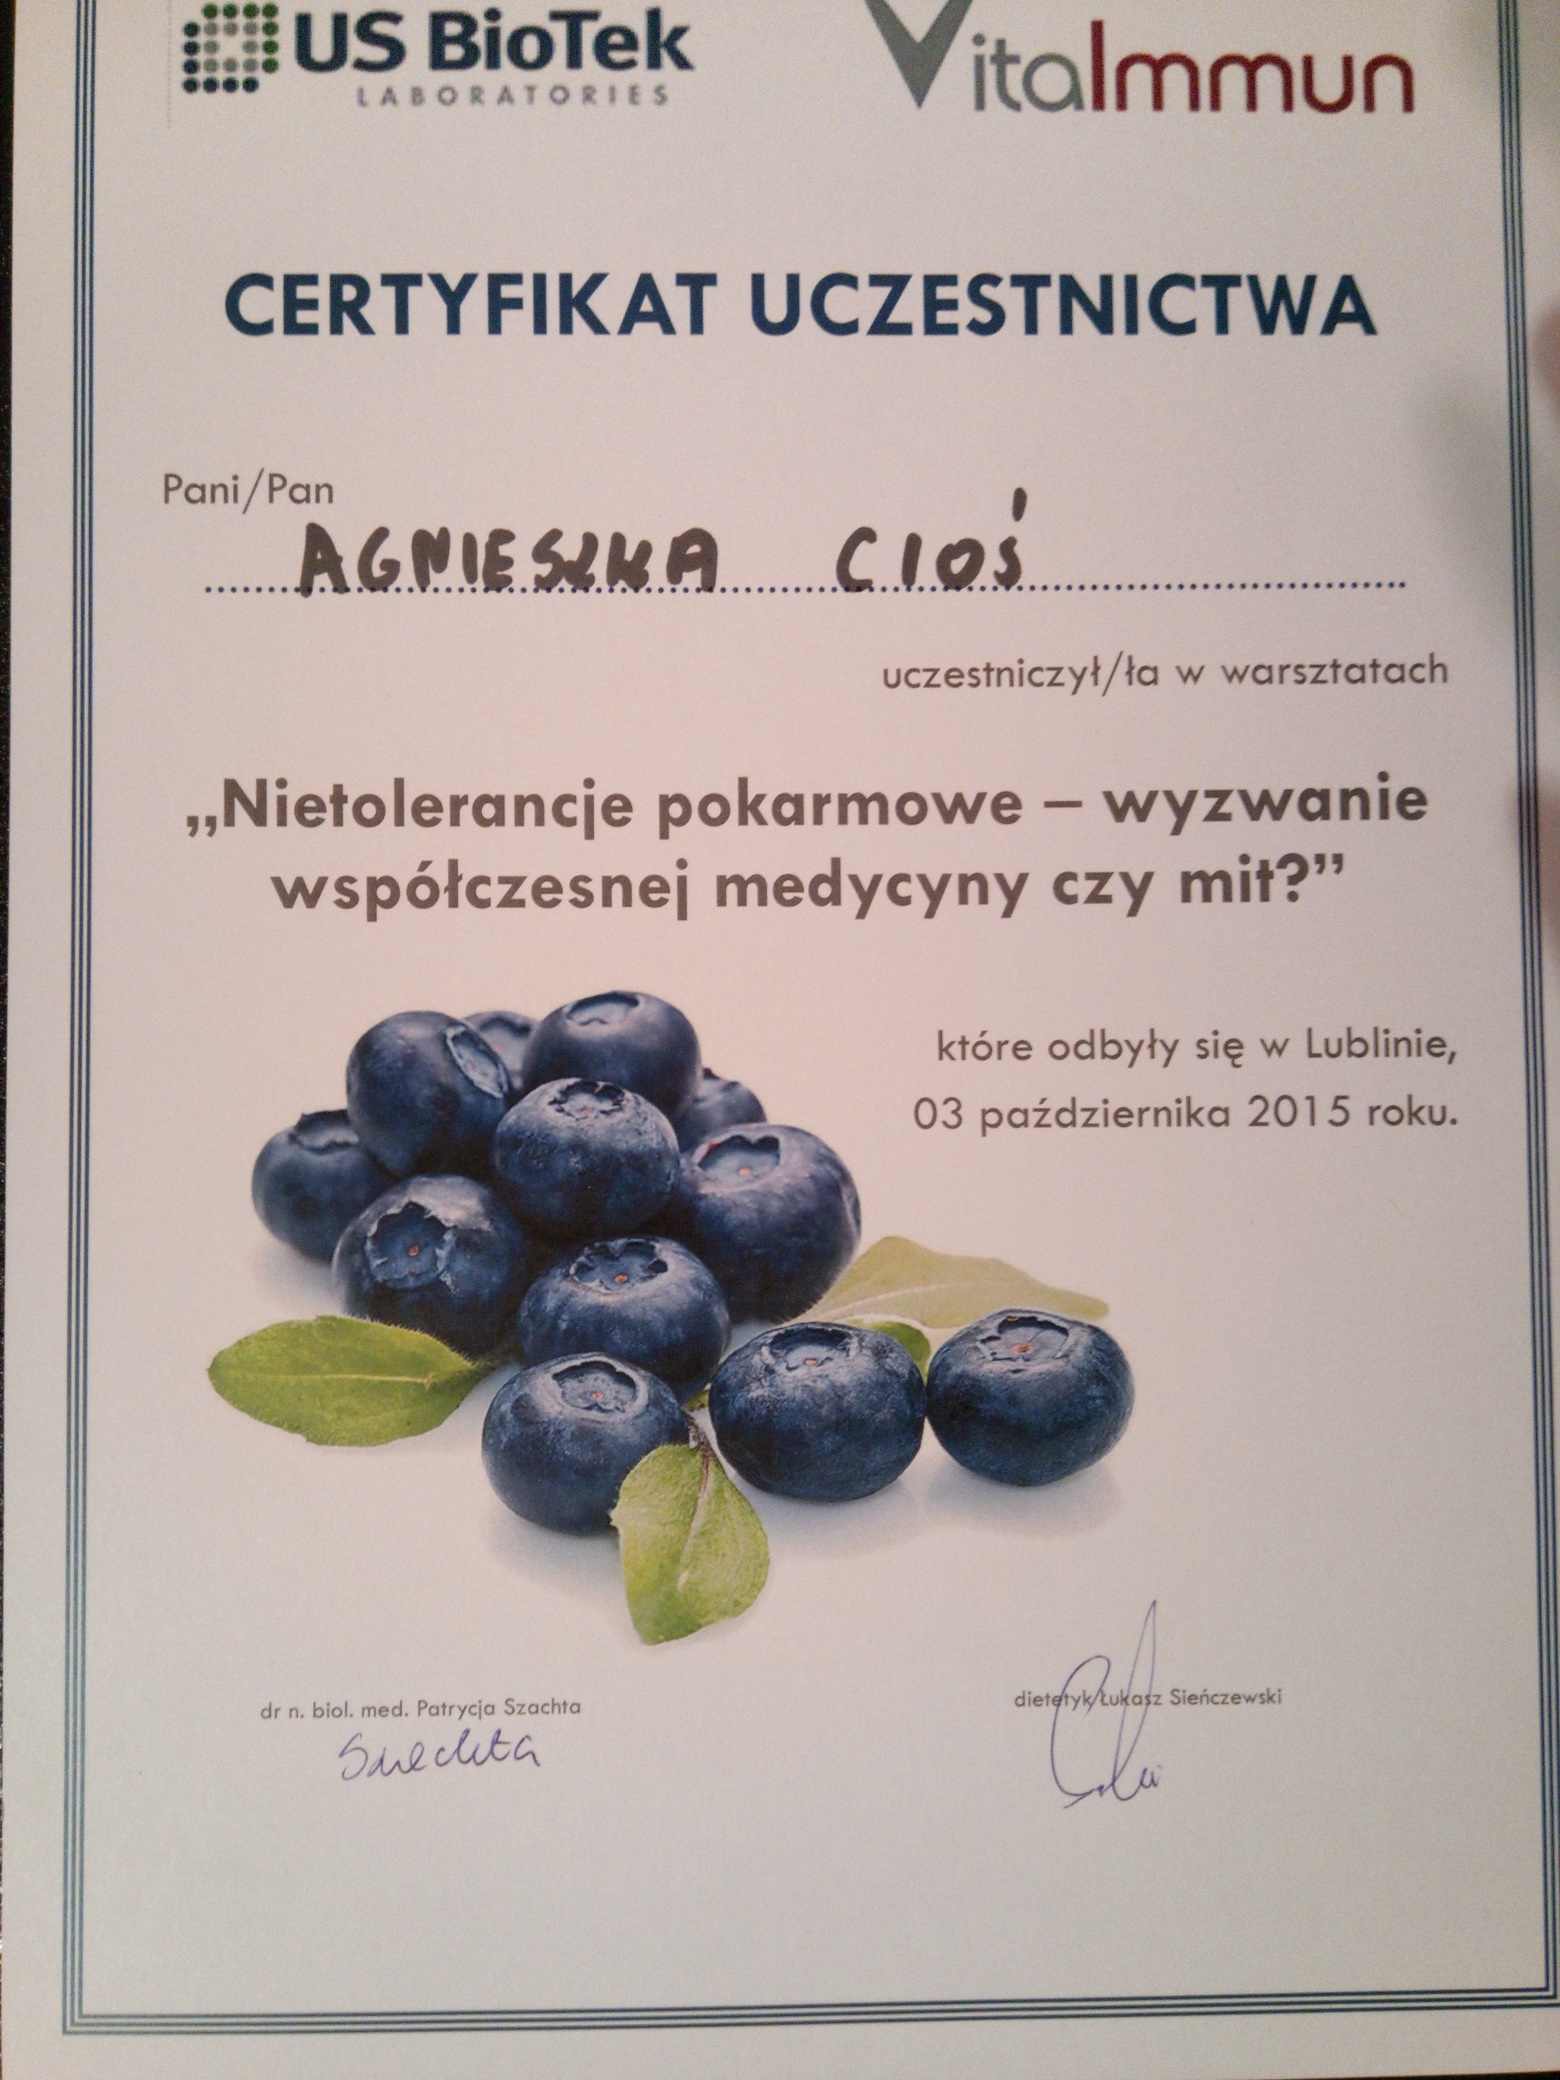 US BioTek
LABORATORIES
VitaImmun
CERTYFIKAT UCZESTNICTWA
Pani/Pan
AGNIESZKA CIOŚ
uczestniczył/ła w warsztatach
„Nietolerancje pokarmowe – wyzwanie
współczesnej medycyny czy mit?”
które odbyły się w Lublinie,
03 października 2015 roku.
dr n. biol. med. Patrycja Szachta
Szachta
dietetyk Łukasz Sieńczewski